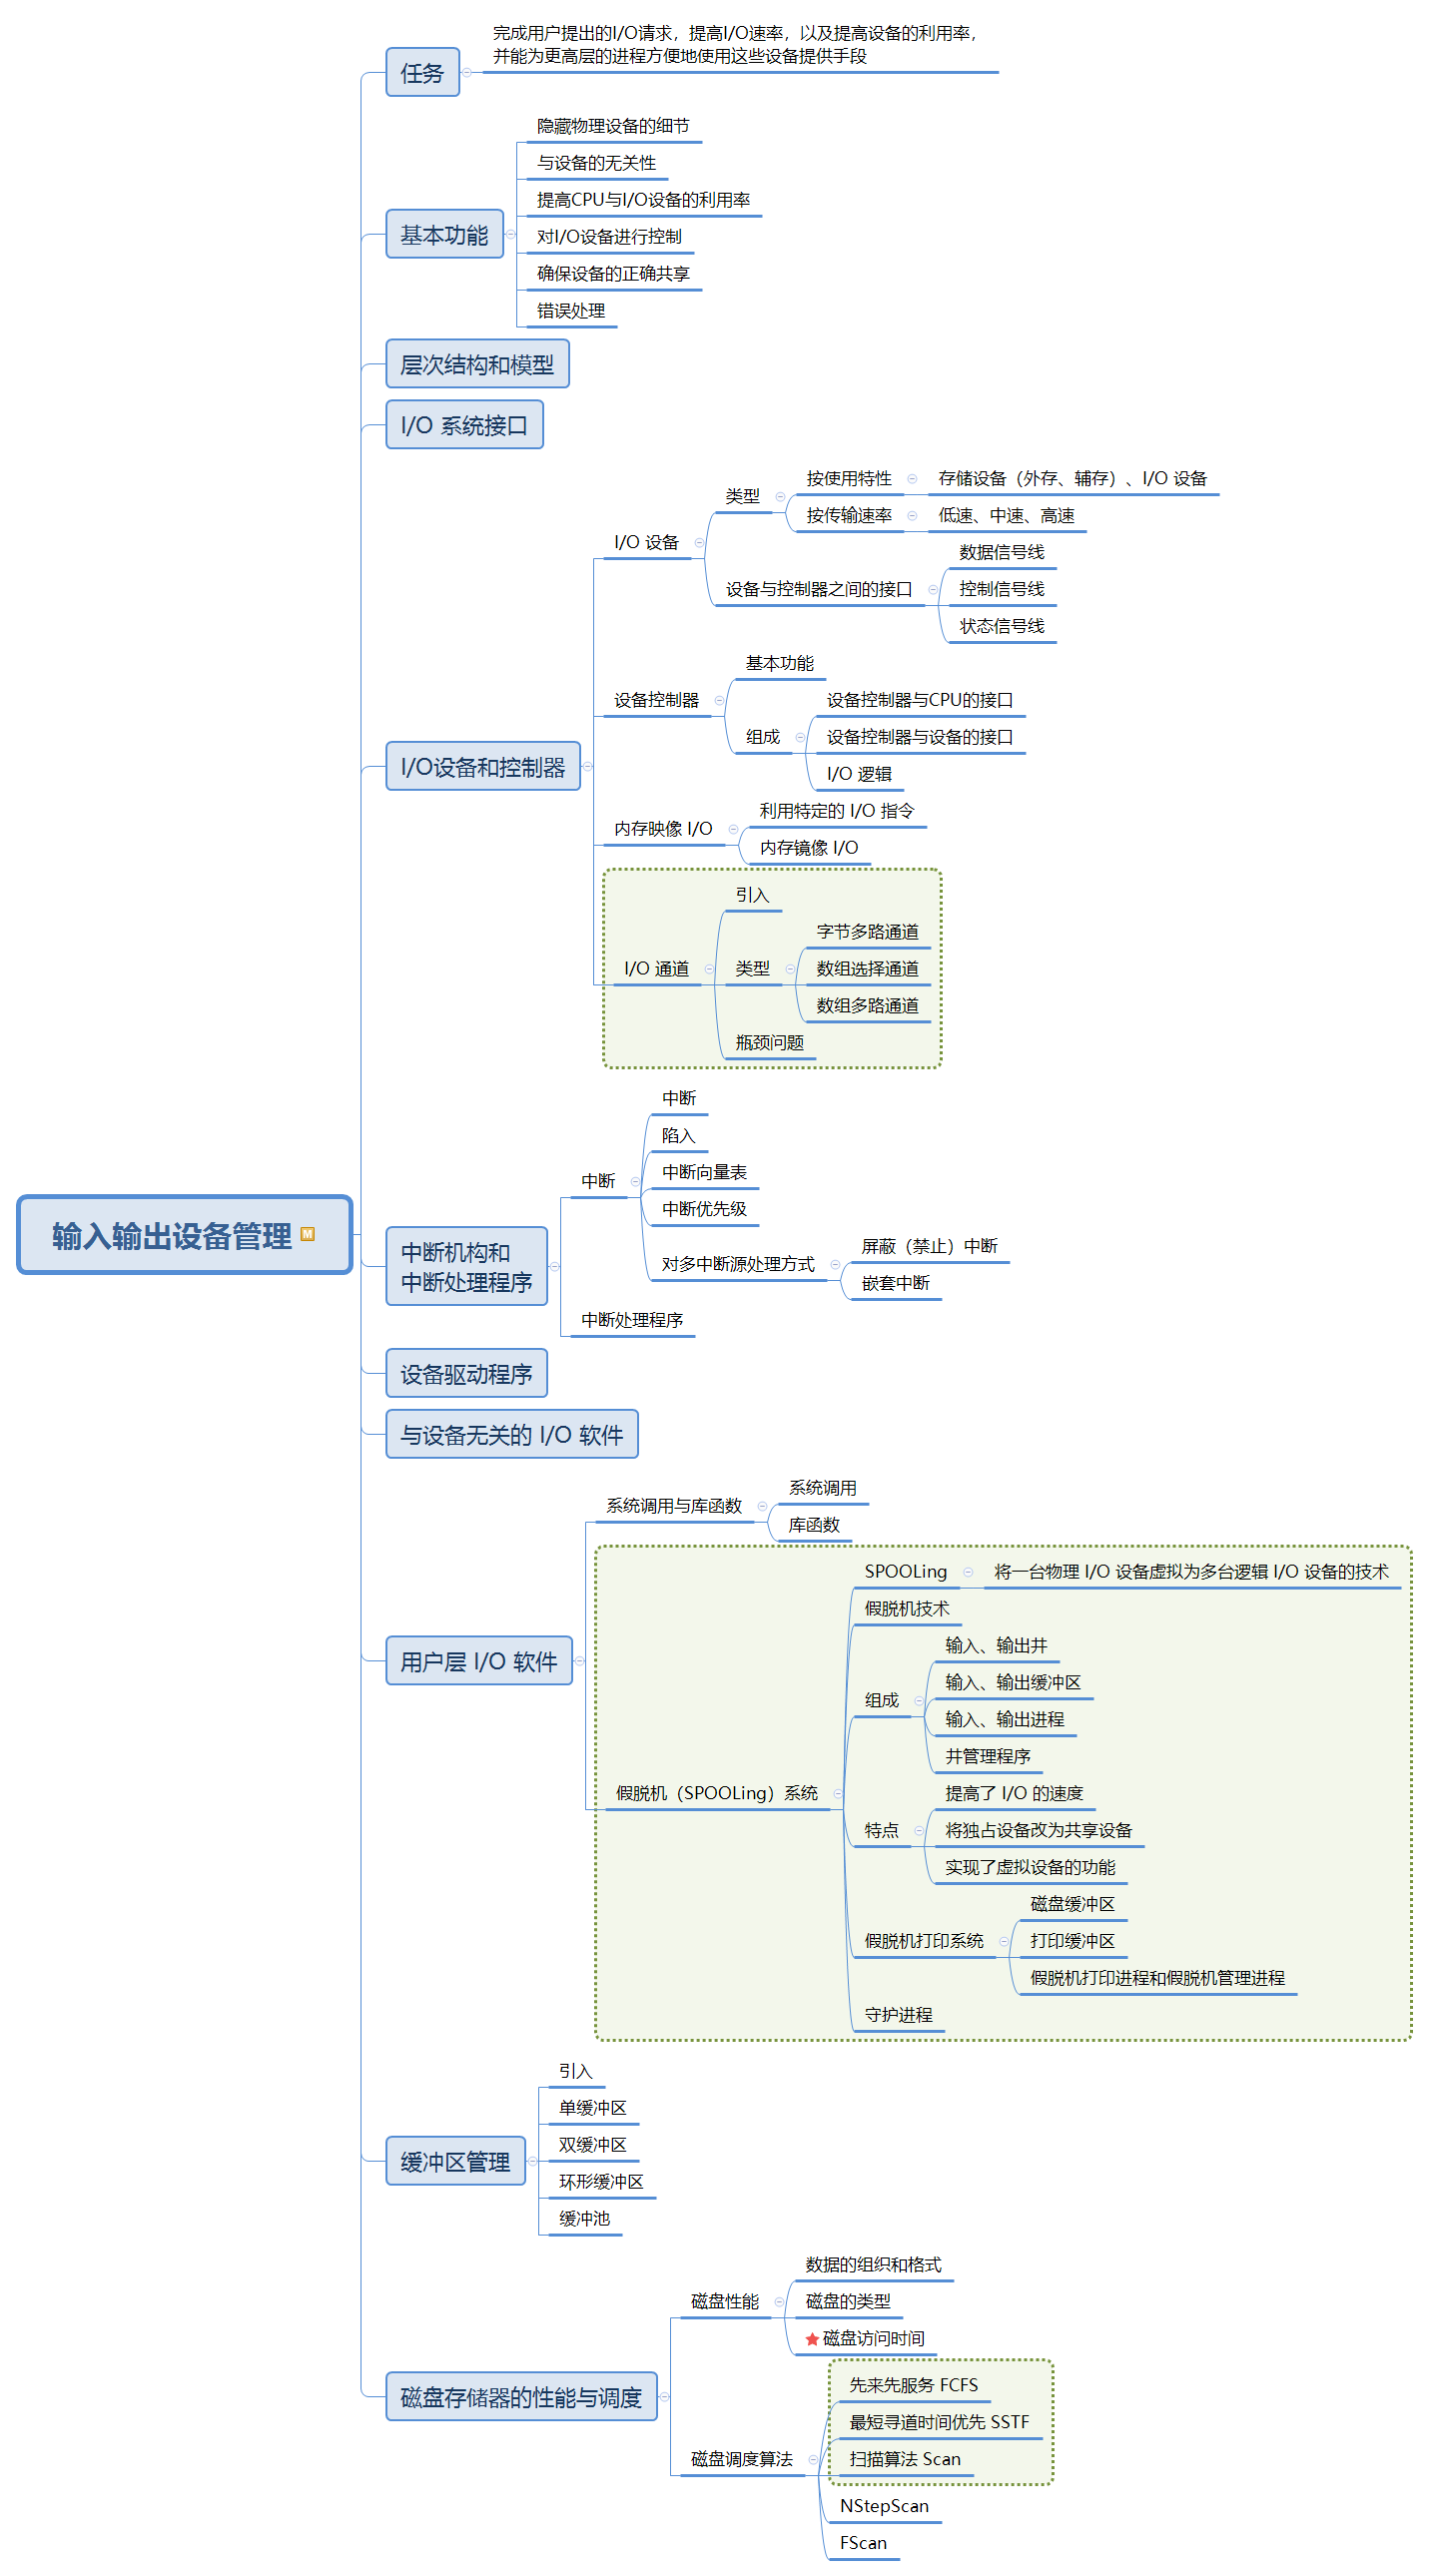 完成用户提出的I/O请求，提高I/O速率，以及提高设备的利用率，
并能为更高层的进程方便地使用这些设备提供手段
任务
隐藏物理设备的细节
与设备的无关性
提高CPU与I/O设备的利用率
基本功能
对I/O设备进行控制
确保设备的正确共享
错误处理
层次结构和模型
I/O 系统接口
I/O设备和控制器
I/O 设备
类型
按使用特性
存储设备（外存、辅存）、I/O 设备
按传输速率
低速、中速、高速
设备与控制器之间的接口
数据信号线
控制信号线
状态信号线
设备控制器
基本功能
组成
设备控制器与CPU的接口
设备控制器与设备的接口
I/O 逻辑
内存映像 I/O
利用特定的 I/O 指令
内存镜像 I/O
I/O 通道
引入
类型
字节多路通道
数组选择通道
数组多路通道
瓶颈问题
输入输出设备管理
M
中断机构和
中断处理程序
中断
中断
陷入
中断向量表
中断优先级
对多中断源处理方式
屏蔽（禁止）中断
嵌套中断
中断处理程序
设备驱动程序
与设备无关的 I/O 软件
用户层 I/O 软件
系统调用与库函数
系统调用
库函数
假脱机（SPOOLing）系统
SPOOLing
将一台物理 I/O 设备虚拟为多台逻辑 I/O 设备的技术
假脱机技术
组成
输入、输出井
输入、输出缓冲区
输入、输出进程
井管理程序
特点
提高了 I/O 的速度
将独占设备改为共享设备
实现了虚拟设备的功能
假脱机打印系统
磁盘缓冲区
打印缓冲区
假脱机打印进程和假脱机管理进程
守护进程
缓冲区管理
引入
单缓冲区
双缓冲区
环形缓冲区
缓冲池
磁盘存储器的性能与调度
磁盘性能
数据的组织和格式
磁盘的类型
磁盘访问时间
磁盘调度算法
先来先服务 FCFS
最短寻道时间优先 SSTF
扫描算法 Scan
NStepScan
FScan